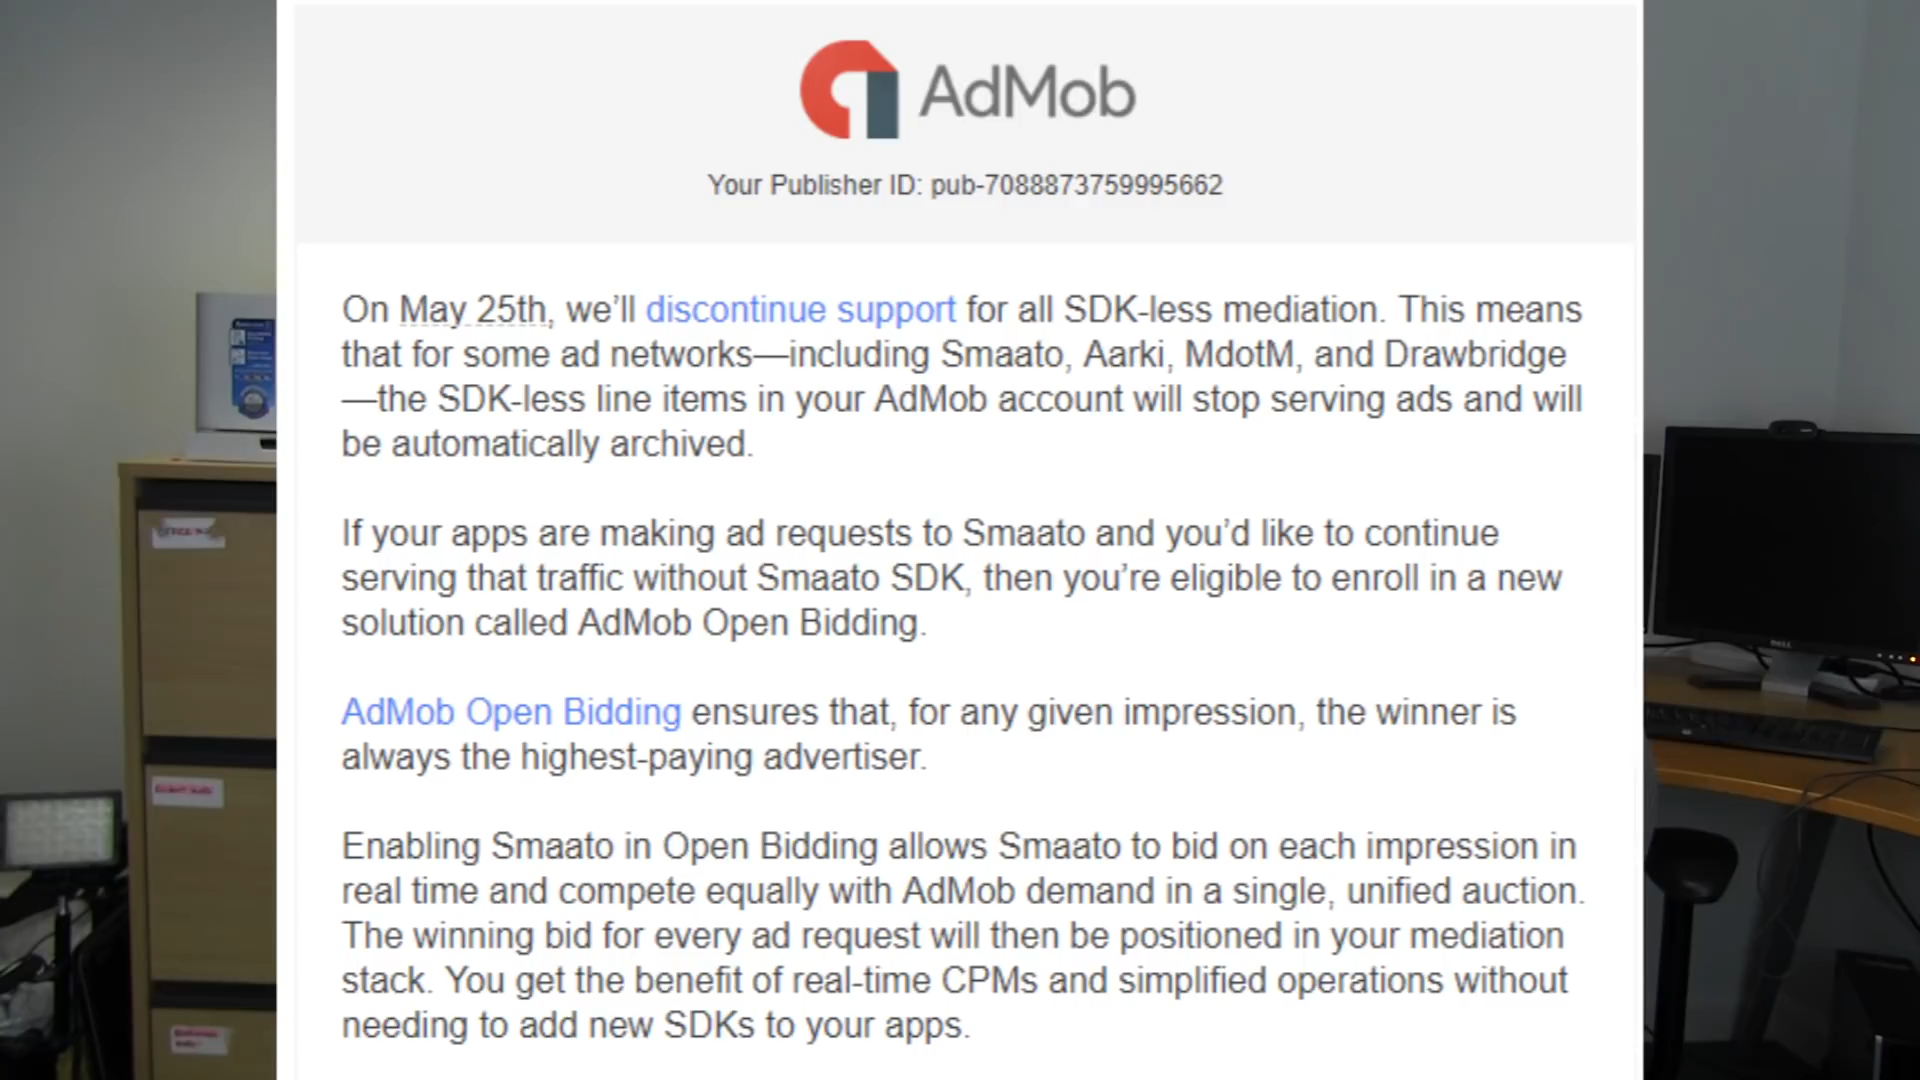 AdMob
Your Publisher ID: pub-7088873759995662
On May 25th, we’ll discontinue support for all SDK-less mediation. This means
that for some ad networks—including Smaato, Aarki, MdotM, and Drawbridge
—the SDK-less line items in your AdMob account will stop serving ads and will
be automatically archived.
If your apps are making ad requests to Smaato and you’d like to continue
serving that traffic without Smaato SDK, then you’re eligible to enroll in a new
solution called AdMob Open Bidding.
AdMob Open Bidding ensures that, for any given impression, the winner is
always the highest-paying advertiser.
Enabling Smaato in Open Bidding allows Smaato to bid on each impression in
real time and compete equally with AdMob demand in a single, unified auction.
The winning bid for every ad request will then be positioned in your mediation
stack. You get the benefit of real-time CPMs and simplified operations without
needing to add new SDKs to your apps.
DELL